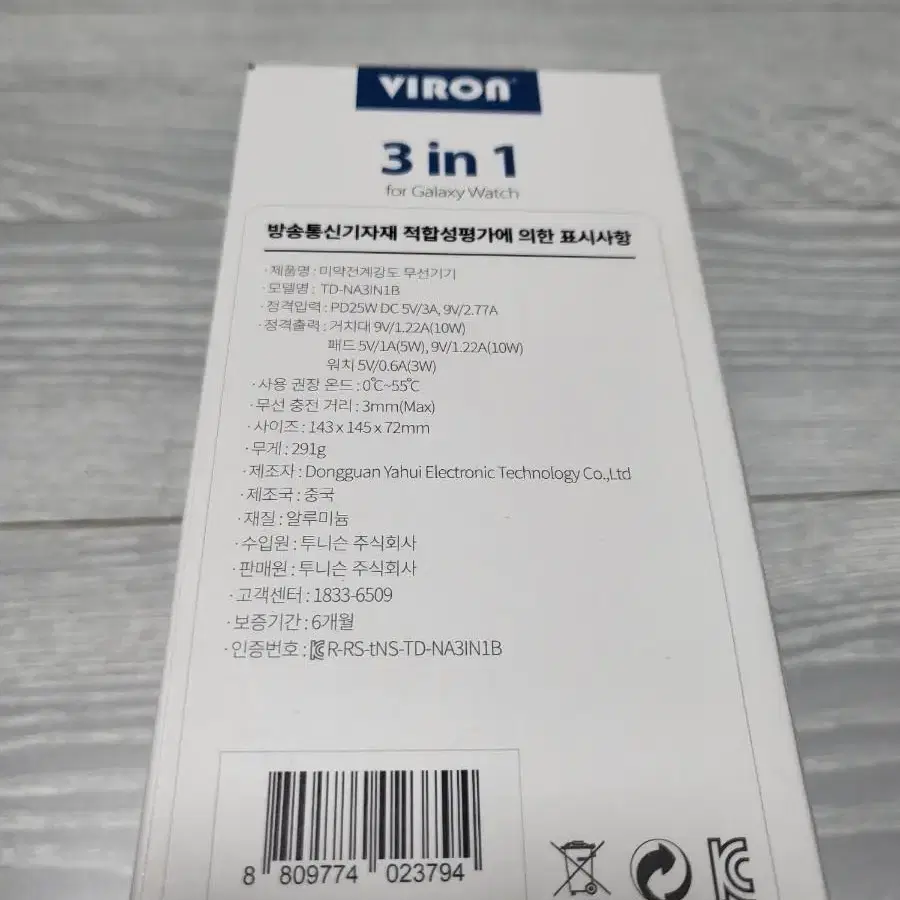 VIRON
3 in 1
for Galaxy Watch
방송통신기자재 적합성평가에 의한 표시사항
· 제품명 : 미약전계강도 무선기기
· 모델명 : TD-NA3IN1B
· 정격입력 : PD25W DC 5V/3A, 9V/2.77A
· 정격출력 : 거치대 9V/1.22A(10W)
패드 5V/1A(5W), 9V/1.22A(10W)
워치 5V/0.6A(3W)
· 사용 권장 온드 : 0℃~55℃
· 무선 충전 거리 : 3mm(Max)
· 사이즈 : 143 x 145 x 72mm
· 무게 : 291g
· 제조자 : Dongguan Yahui Electronic Technology Co.,Ltd
· 제조국 : 중국
· 재질 : 알루미늄
· 수입원 : 투니슨 주식회사
· 판매원 : 투니슨 주식회사
· 고객센터 : 1833-6509
· 보증기간 : 6개월
· 인증번호 : R-RS-tNS-TD-NA3IN1B
8 809774 023794